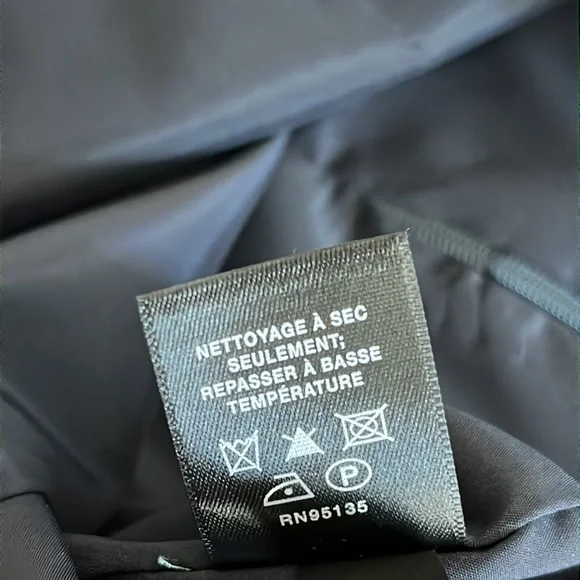 NETTOYAGE À SEC
SEULEMENT;
REPASSER À BASSE
TEMPÉRATURE
P
RN95135